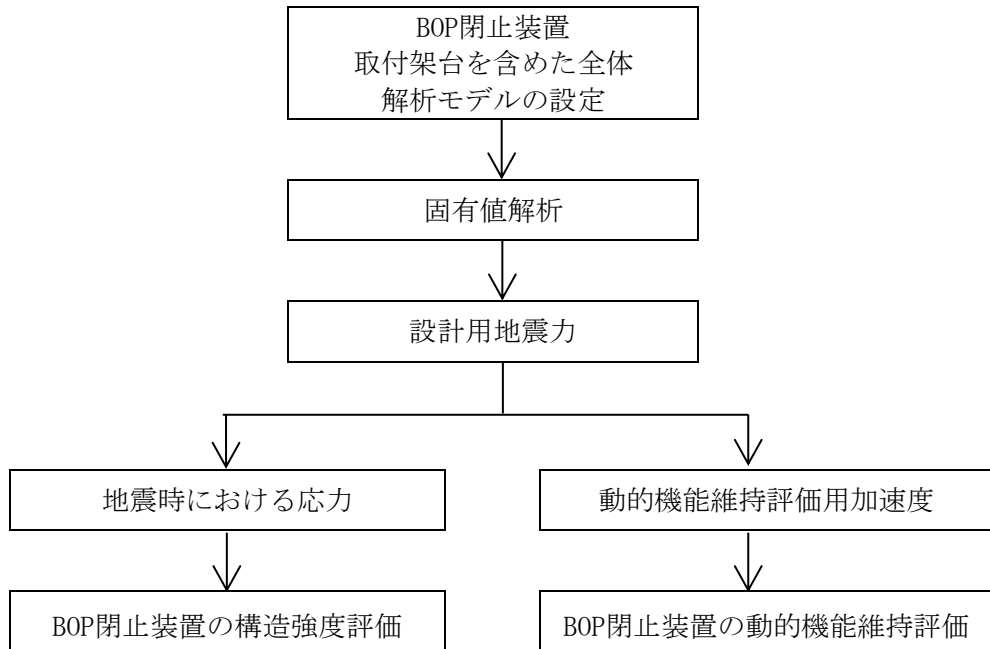 BOP閉止装置
取付架台を含めた全体
解析モデルの設定
固有値解析
設計用地震力
地震時における応力
動的機能維持評価用加速度
BOP閉止装置の構造強度評価
BOP閉止装置の動的機能維持評価